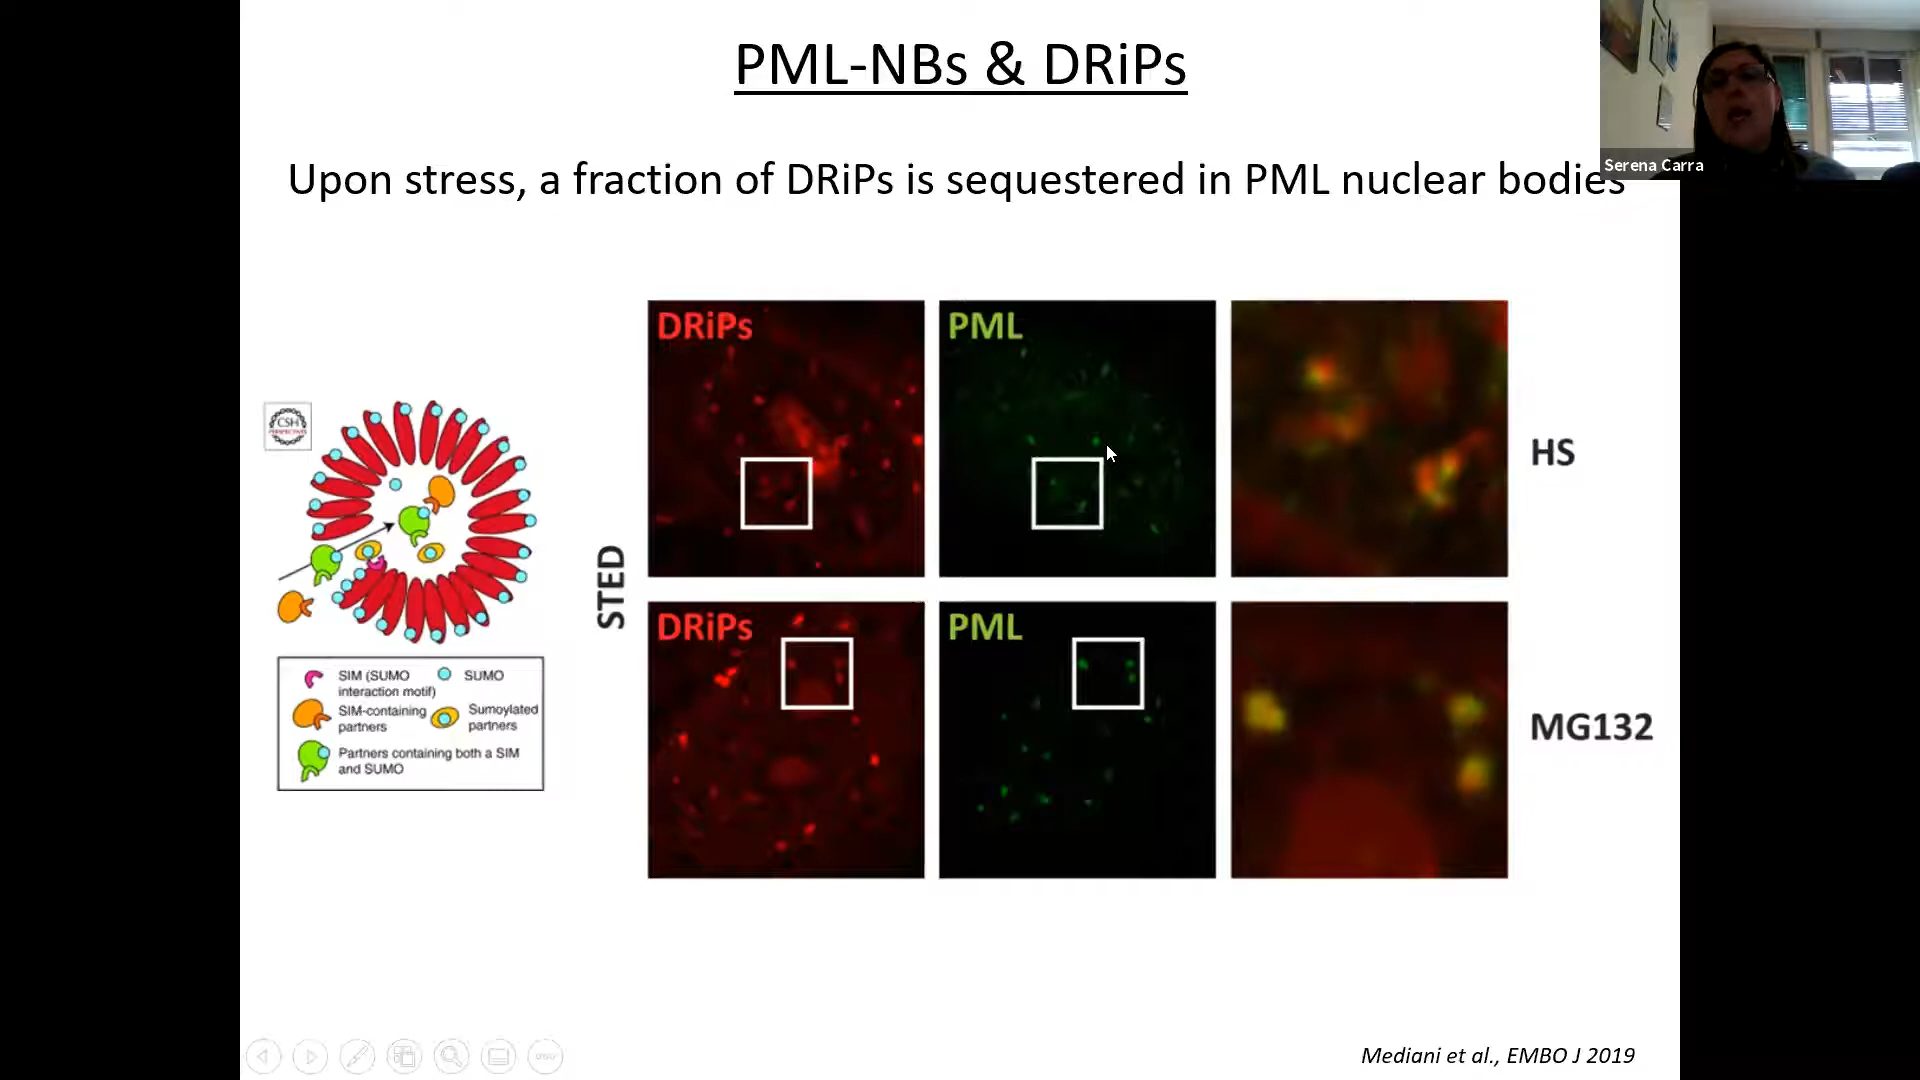 PML-NBs & DRiPs
Serena Carra
Upon stress, a fraction of DRiPs is sequestered in PML nuclear bodies
DRiPs
PML
HS
CSH
STED
DRiPs
PML
MG132
SIM (SUMO
interaction motif)
SUMO
SIM-containing
partners
Sumoylated
partners
Partners containing both a SIM
and SUMO
Mediani et al., EMBO J 2019